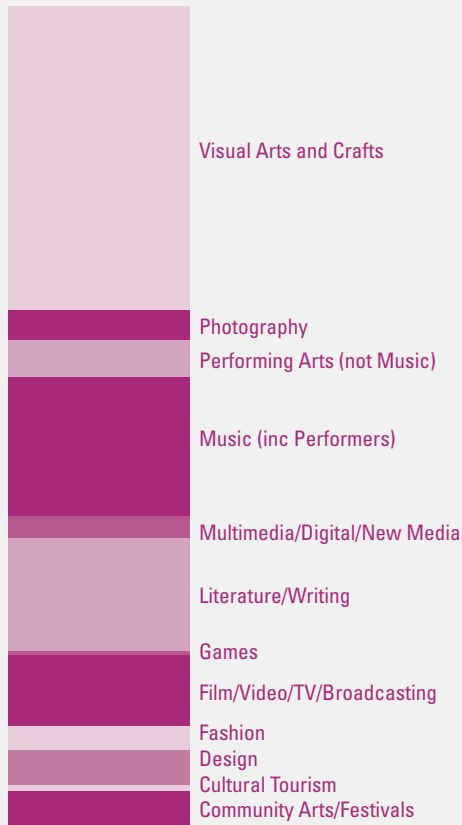 Visual Arts and Crafts
Photography
Performing Arts (not Music)
Music (inc Performers)
Multimedia/Digital/New Media
Literature/Writing
Games
Film/Video/TV/Broadcasting
Fashion
Design
Cultural Tourism
Community Arts/Festivals